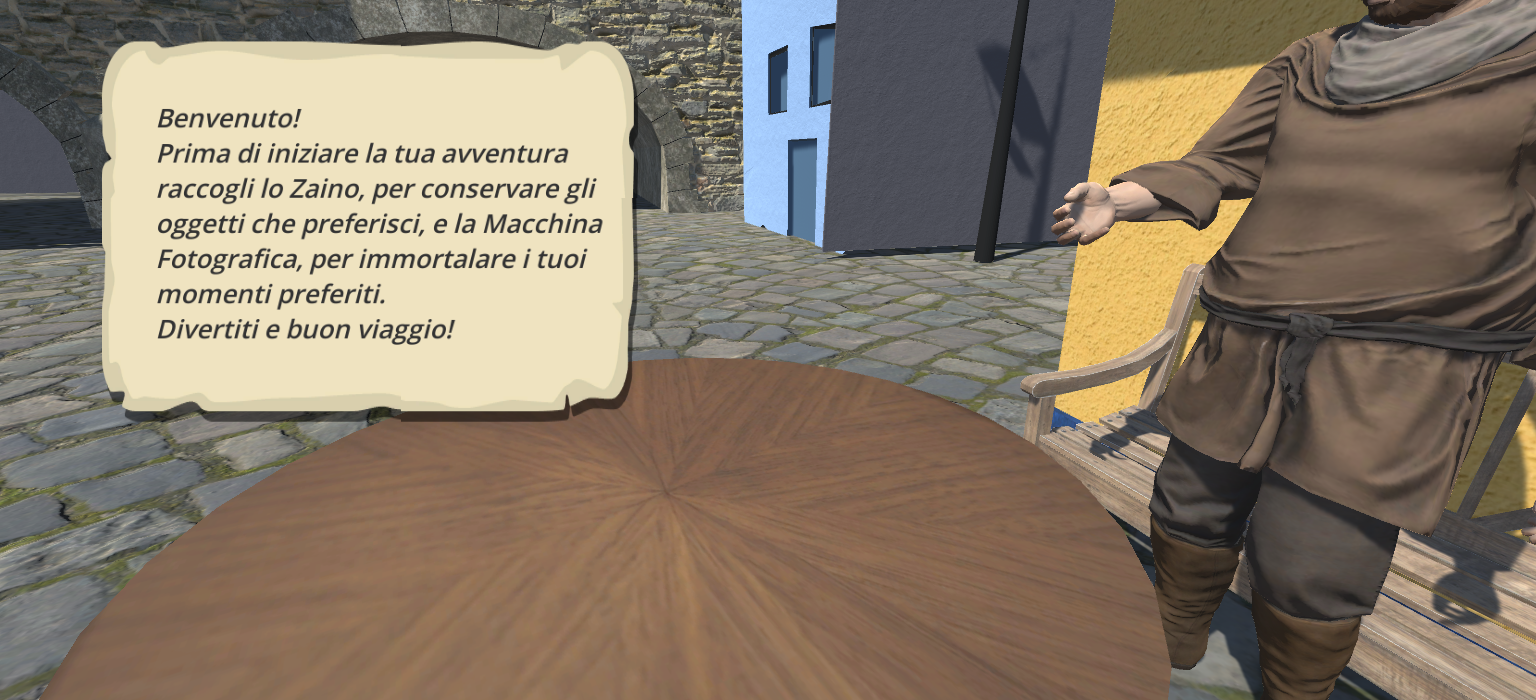 Benvenuto!
Prima di iniziare la tua avventura
raccogli lo Zaino, per conservare gli
oggetti che preferisci, e la Macchina
Fotografica, per immortalare i tuoi
momenti preferiti.
Divertiti e buon viaggio!